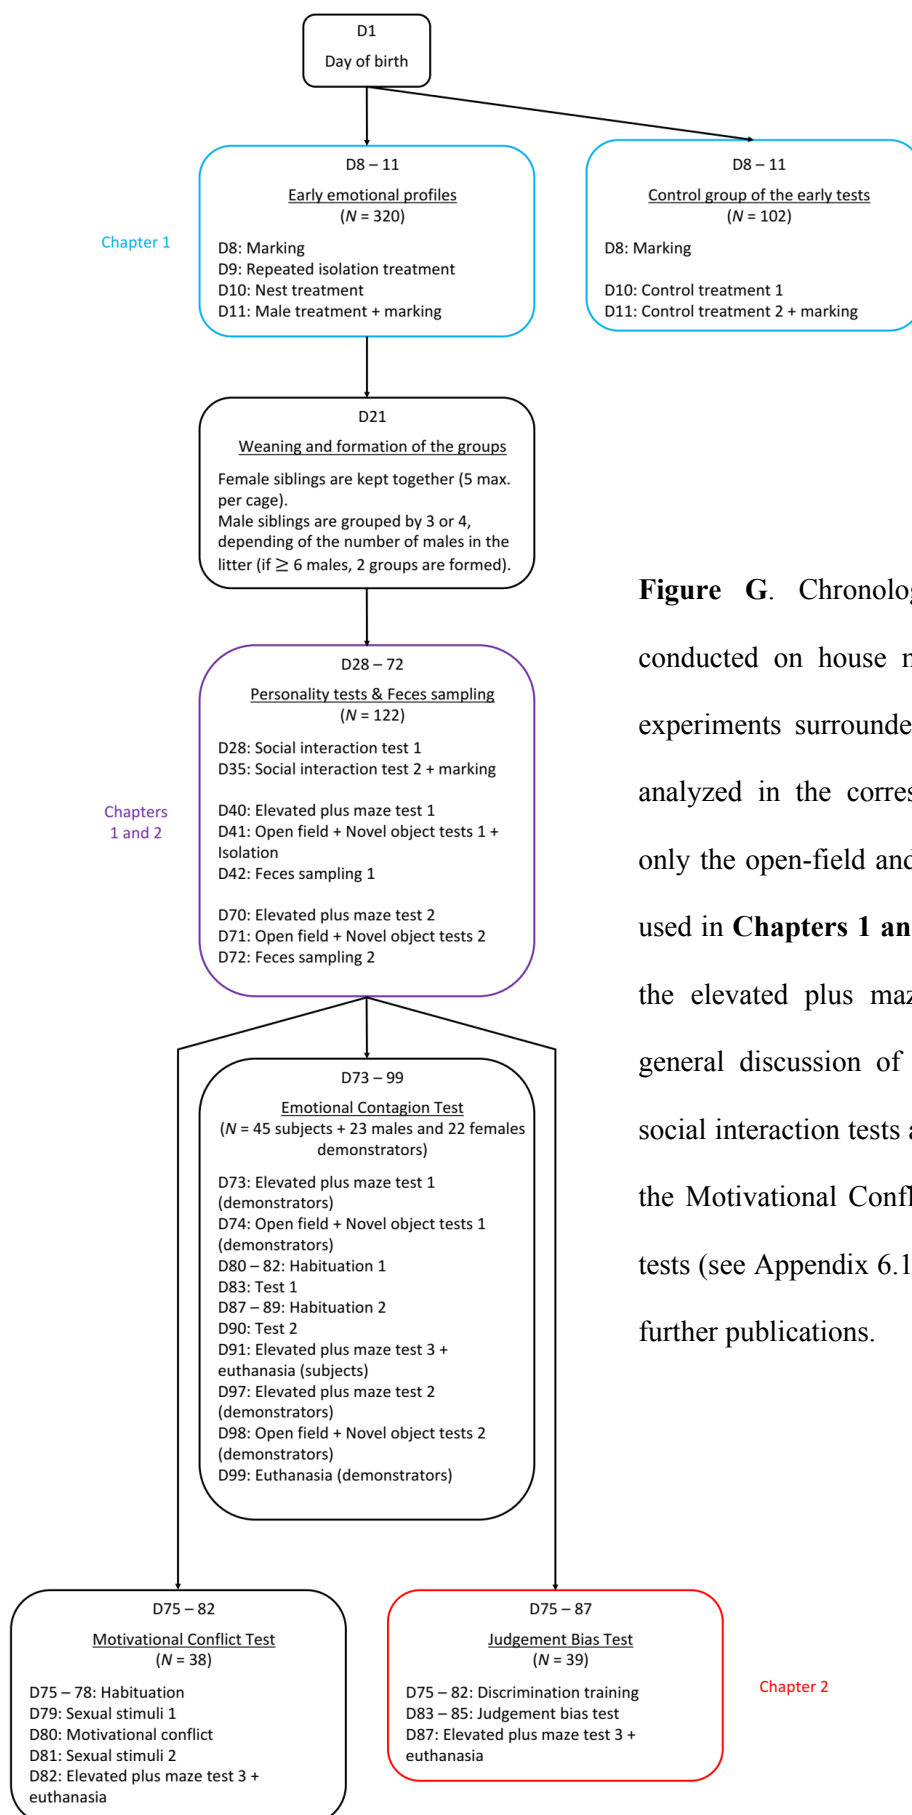 D1
Day of birth
D8 – 11
Early emotional profiles
(N = 320)
D8: Marking
D9: Repeated isolation treatment
D10: Nest treatment
D11: Male treatment + marking
Chapter 1
D8 – 11
Control group of the early tests
(N = 102)
D8: Marking
D10: Control treatment 1
D11: Control treatment 2 + marking
D21
Weaning and formation of the groups
Female siblings are kept together (5 max.
per cage).
Male siblings are grouped by 3 or 4,
depending of the number of males in the
litter (if ≥ 6 males, 2 groups are formed).
D28 – 72
Personality tests & Feces sampling
(N = 122)
D28: Social interaction test 1
D35: Social interaction test 2 + marking
D40: Elevated plus maze test 1
D41: Open field + Novel object tests 1 +
Isolation
D42: Feces sampling 1
D70: Elevated plus maze test 2
D71: Open field + Novel object tests 2
D72: Feces sampling 2
Chapters
1 and 2
D73 – 99
Emotional Contagion Test
(N = 45 subjects + 23 males and 22 females
demonstrators)
D73: Elevated plus maze test 1
(demonstrators)
D74: Open field + Novel object tests 1
(demonstrators)
D80 – 82: Habituation 1
D83: Test 1
D87 – 89: Habituation 2
D90: Test 2
D91: Elevated plus maze test 3 +
euthanasia (subjects)
D97: Elevated plus maze test 2
(demonstrators)
D98: Open field + Novel object tests 2
(demonstrators)
D99: Euthanasia (demonstrators)
D75 – 82
Motivational Conflict Test
(N = 38)
D75 – 78: Habituation
D79: Sexual stimuli 1
D80: Motivational conflict
D81: Sexual stimuli 2
D82: Elevated plus maze test 3 +
euthanasia
D75 – 87
Judgement Bias Test
(N = 39)
D75 – 82: Discrimination training
D83 – 85: Judgement bias test
D87: Elevated plus maze test 3 +
euthanasia
Chapter 2
Figure G. Chronolog
conducted on house
experiments surrounde
analyzed in the corres
only the open-field and
used in Chapters 1 an
the elevated plus maz
general discussion of
social interaction tests
the Motivational Confl
tests (see Appendix 6.1
further publications.